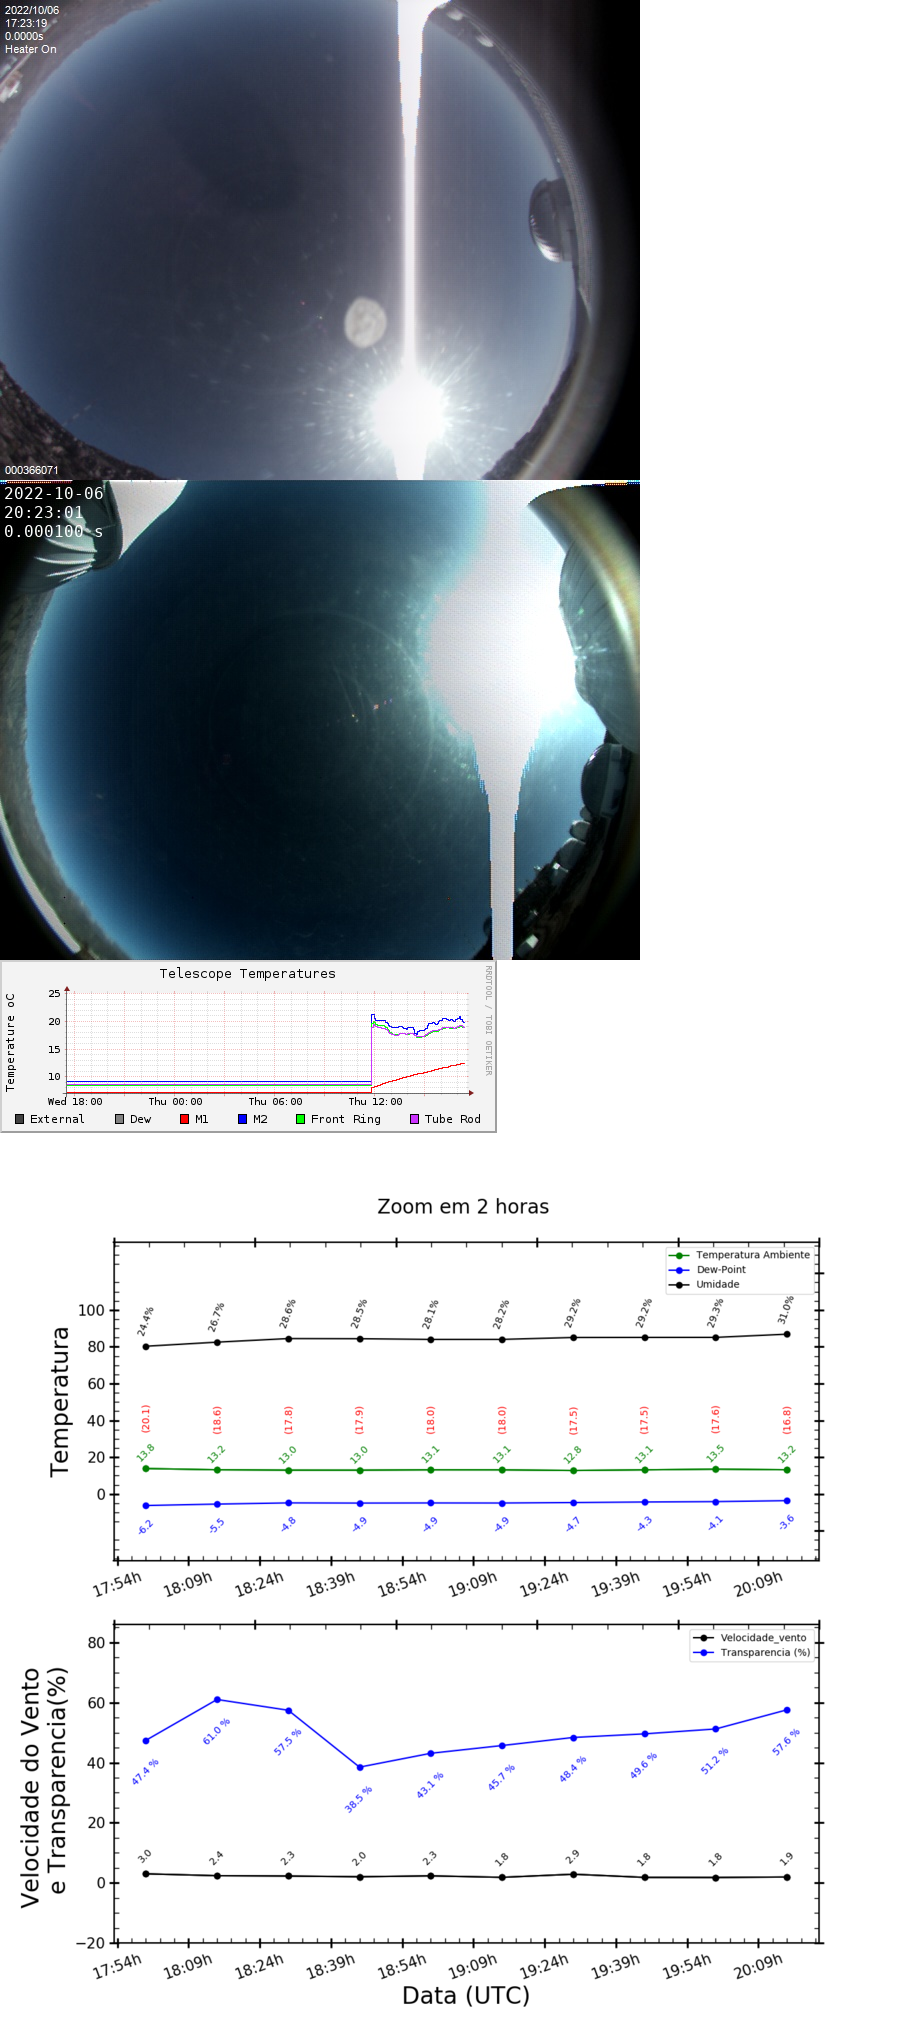 2022/10/06
17:23:19
0.0000s
Heater On
000366071
2022-10-06
20:23:01
0.000100 s
Telescope Temperatures
RRDTOOL / TOBI OETIKER
Temperature oC
25
20
15
10
Wed 18:00 Thu 00:00 Thu 06:00 Thu 12:00
External Dew M1 M2 Front Ring Tube Rod
Zoom em 2 horas
Temperatura Ambiente
Dew-Point
Umidade
Temperatura
100
80
60
40
20
0
24.4% 26.7% 28.6% 28.5% 28.1% 28.2% 29.2% 29.2% 29.3% 31.0%
(20.1) (18.6) (17.8) (17.9) (18.0) (18.0) (17.5) (17.5) (17.6) (16.8)
13.8 13.2 13.0 13.0 13.1 13.1 12.8 13.1 13.5 13.2
-6.2 -5.5 -4.8 -4.9 -4.9 -4.9 -4.7 -4.3 -4.1 -3.6
17:54h 18:09h 18:24h 18:39h 18:54h 19:09h 19:24h 19:39h 19:54h 20:09h
Velocidade_vento
Transparencia (%)
Velocidade do Vento
e Transparencia(%)
80
60
40
20
0
−20
47.4 % 61.0 % 57.5 % 38.5 % 43.1 % 45.7 % 48.4 % 49.6 % 51.2 % 57.6 %
3.0 2.4 2.3 2.0 2.3 1.8 2.9 1.8 1.8 1.9
17:54h 18:09h 18:24h 18:39h 18:54h 19:09h 19:24h 19:39h 19:54h 20:09h
Data (UTC)